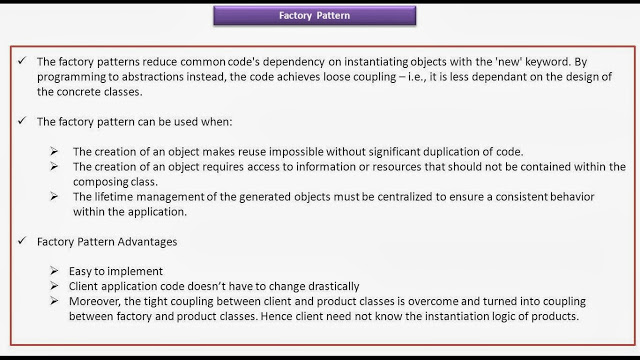 Factory Pattern
✓ The factory patterns reduce common code's dependency on instantiating objects with the 'new' keyword. By
programming to abstractions instead, the code achieves loose coupling – i.e., it is less dependant on the design of
the concrete classes.
✓ The factory pattern can be used when:
➢ The creation of an object makes reuse impossible without significant duplication of code.
➢ The creation of an object requires access to information or resources that should not be contained within the
composing class.
➢ The lifetime management of the generated objects must be centralized to ensure a consistent behavior
within the application.
✓ Factory Pattern Advantages
➢ Easy to implement
➢ Client application code doesn't have to change drastically
➢ Moreover, the tight coupling between client and product classes is overcome and turned into coupling
between factory and product classes. Hence client need not know the instantiation logic of products.